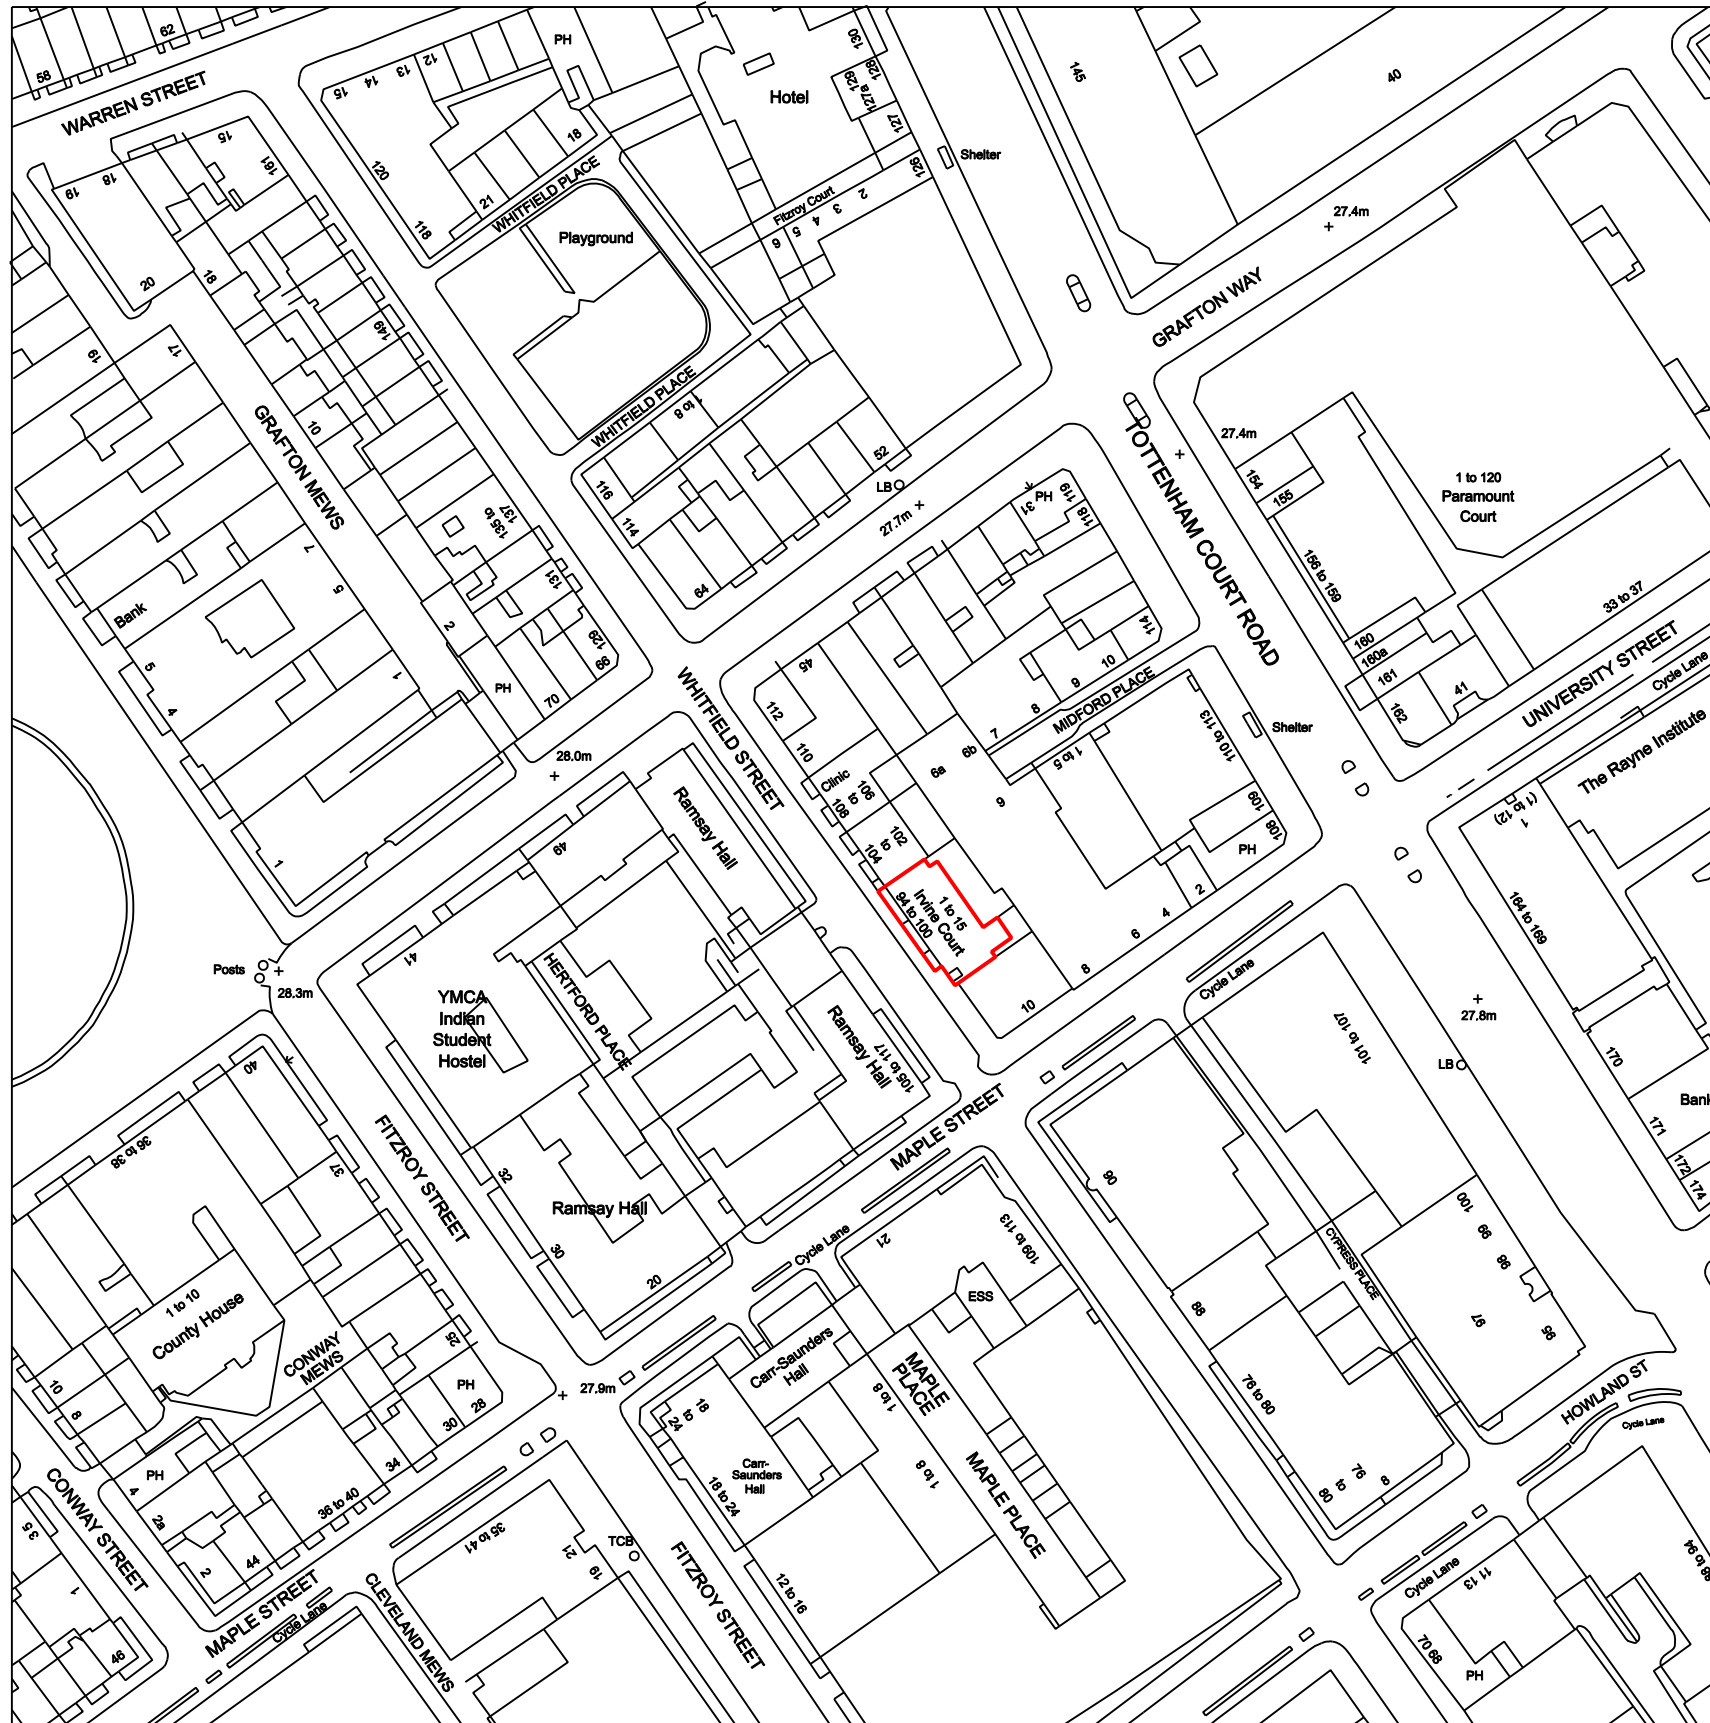 62
58
WARREN STREET
15
14
13
12
PH
130
129
128
127a
127
126
Hotel
Shelter
145
40
15
161
18
19
20
18
120
118
21
18
WHITFIELD PLACE
Playground
Fitzroy Court
2
3
4
5
6
27.4m
GRAFTON WAY
19
17
149
10
GRAFTON MEWS
WHITFIELD PLACE
1 to 8
116
114
52
LB
27.7m
64
27.4m
154
155
TOTTENHAM COURT ROAD
1 to 120
Paramount
Court
156 to 159
33 to 37
31
PH
119
118
114
135 to
137
131
129
99
2
PH
70
7
5
1
Bank
5
4
1
45
112
110
WHITFIELD STREET
Clinic
106
to
108
102
to
104
10
9
8
7
6b
6a
9
MIDFORD PLACE
1 to 5
110 to 113
109
108
PH
Shelter
160
160a
161
162
41
UNIVERSITY STREET
Cycle Lane
The Rayne Institute
(1 to 12)
1
164 to 169
28.0m
Ramsay Hall
49
41
1 to 15
Irvine Court
94 to 100
2
4
6
8
10
Posts
28.3m
YMCA
Indian
Student
Hostel
HERTFORD PLACE
Ramsay Hall
105 to 117
Cycle Lane
101 to 107
27.8m
LB
170
Bank
171
172
174
40
36 to 38
37
FITZROY STREET
32
30
Ramsay Hall
20
MAPLE STREET
Cycle Lane
90
88
CYPRESS PLACE
100
99
98
97
95
21
109 to 113
ESS
1 to 10
County House
CONWAY
MEWS
25
PH
28
30
34
36 to 40
10
8
27.9m
Carr-Saunders
Hall
MAPLE
PLACE
1 to 8
1 to 8
MAPLE PLACE
18
to
24
Carr-
Saunders
Hall
18 to 24
76 to 80
76
to
80
8
HOWLAND ST
Cycle Lane
CONWAY STREET
PH
4
2a
2
44
35
1
46
MAPLE STREET
Cycle Lane
CLEVELAND MEWS
35 to 41
21
19
TCB
FITZROY STREET
12 to 16
Cycle Lane
11 13
70 68
PH